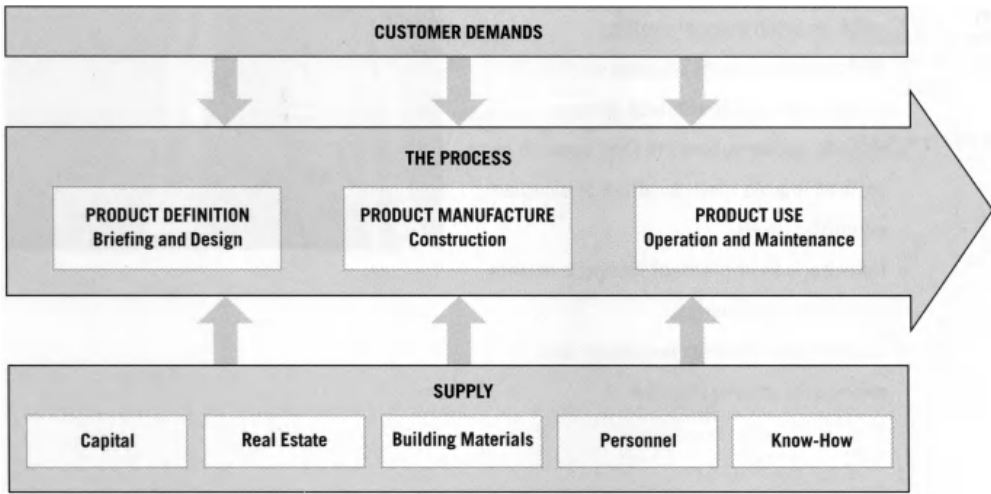 CUSTOMER DEMANDS
THE PROCESS
PRODUCT DEFINITION
Briefing and Design
PRODUCT MANUFACTURE
Construction
PRODUCT USE
Operation and Maintenance
SUPPLY
Capital
Real Estate
Building Materials
Personnel
Know-How